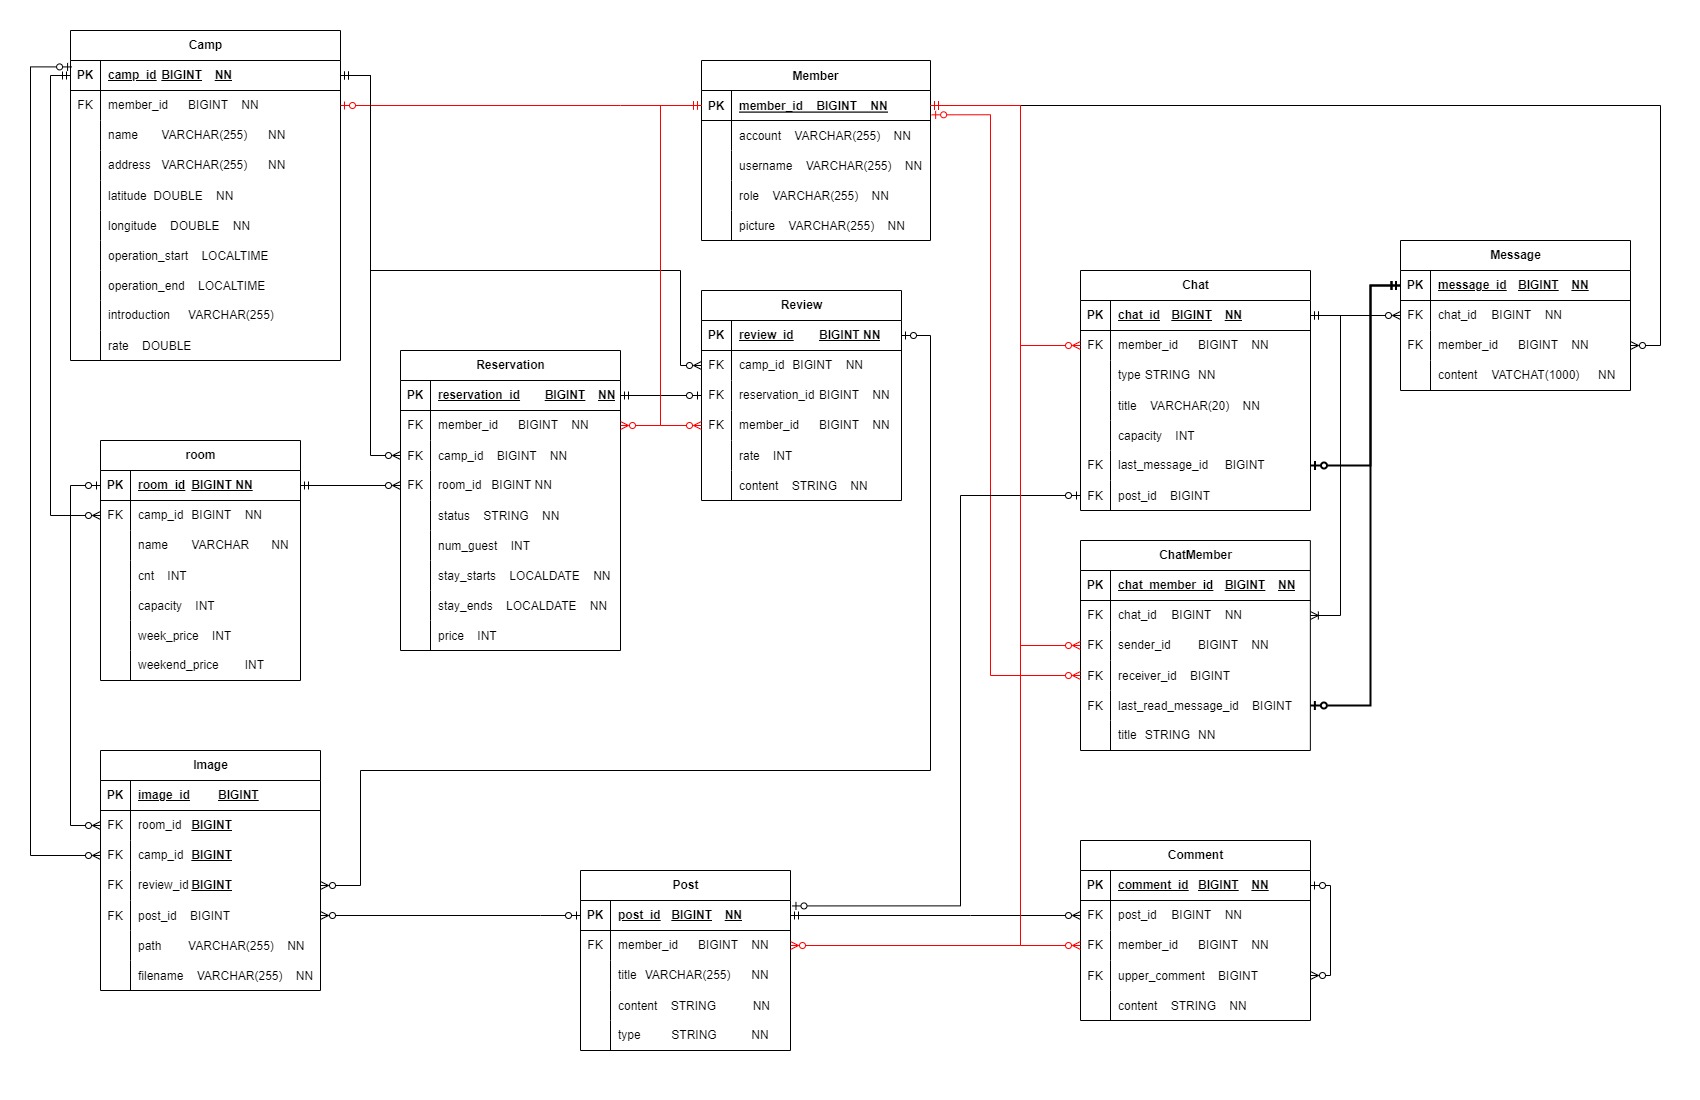 Camp
PK camp_id BIGINT NN
FK member_id BIGINT NN
name VARCHAR(255) NN
address VARCHAR(255) NN
latitude DOUBLE NN
longitude DOUBLE NN
operation_start LOCALTIME
operation_end LOCALTIME
introduction VARCHAR(255)
rate DOUBLE
Member
PK member_id BIGINT NN
account VARCHAR(255) NN
username VARCHAR(255) NN
role VARCHAR(255) NN
picture VARCHAR(255) NN
Message
PK message_id BIGINT NN
FK chat_id BIGINT NN
FK member_id BIGINT NN
content VATCHAT(1000) NN
Chat
PK chat_id BIGINT NN
FK member_id BIGINT NN
type STRING NN
title VARCHAR(20) NN
capacity INT
FK last_message_id BIGINT
FK post_id BIGINT
Review
PK review_id BIGINT NN
FK camp_id BIGINT NN
FK reservation_id BIGINT NN
FK member_id BIGINT NN
rate INT
content STRING NN
Reservation
PK reservation_id BIGINT NN
FK member_id BIGINT NN
FK camp_id BIGINT NN
FK room_id BIGINT NN
status STRING NN
num_guest INT
stay_starts LOCALDATE NN
stay_ends LOCALDATE NN
price INT
room
PK room_id BIGINT NN
FK camp_id BIGINT NN
name VARCHAR NN
cnt INT
capacity INT
week_price INT
weekend_price INT
ChatMember
PK chat_member_id BIGINT NN
FK chat_id BIGINT NN
FK sender_id BIGINT NN
FK receiver_id BIGINT
FK last_read_message_id BIGINT
title STRING NN
Image
PK image_id BIGINT
FK room_id BIGINT
FK camp_id BIGINT
FK review_id BIGINT
FK post_id BIGINT
path VARCHAR(255) NN
filename VARCHAR(255) NN
Post
PK post_id BIGINT NN
FK member_id BIGINT NN
title VARCHAR(255) NN
content STRING NN
type STRING NN
Comment
PK comment_id BIGINT NN
FK post_id BIGINT NN
FK member_id BIGINT NN
FK upper_comment BIGINT
content STRING NN